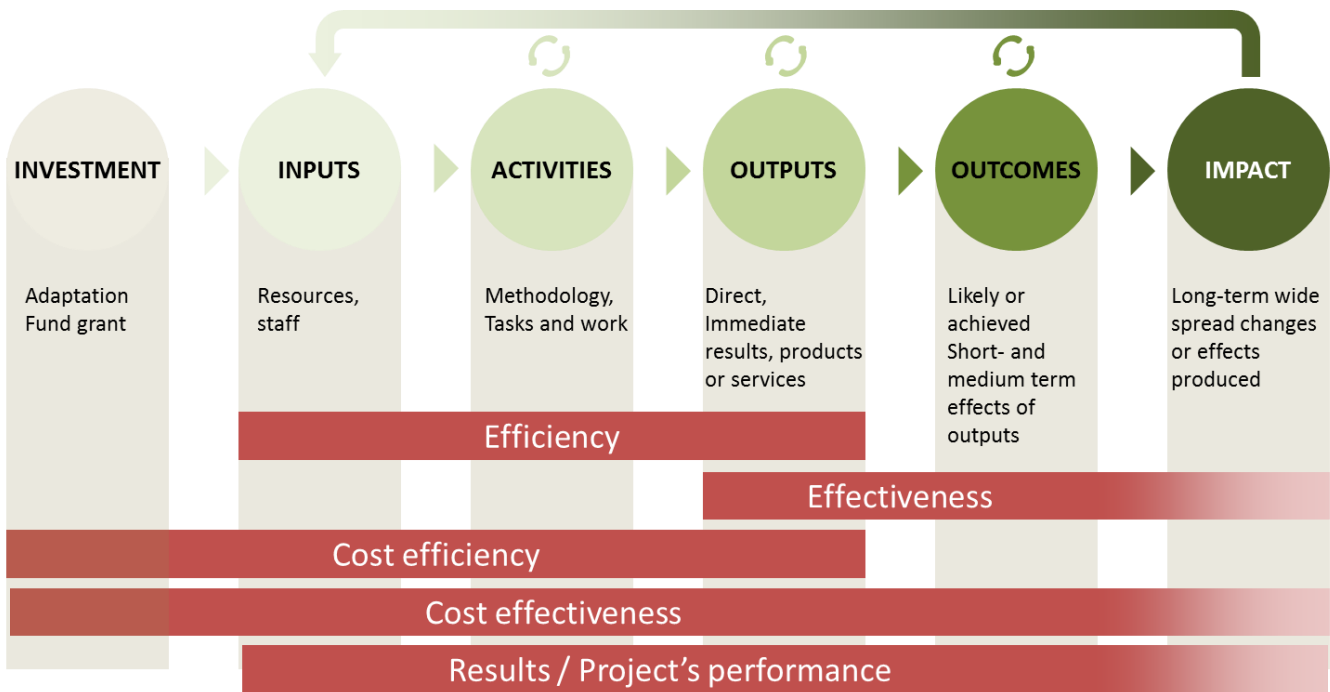 INVESTMENT
INPUTS
ACTIVITIES
OUTPUTS
OUTCOMES
IMPACT
Adaptation
Fund grant
Resources,
staff
Methodology,
Tasks and work
Direct,
Immediate
results, products
or services
Likely or
achieved
Short- and
medium term
effects of
outputs
Long-term wide
spread changes
or effects
produced
Efficiency
Effectiveness
Cost efficiency
Cost effectiveness
Results / Project's performance